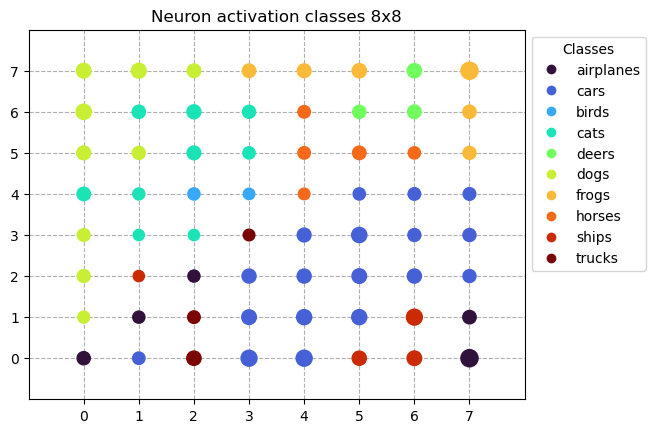 Neuron activation classes 8x8
7
6
5
4
3
2
1
0
0 1 2 3 4 5 6 7
Classes
airplanes
cars
birds
cats
deers
dogs
frogs
horses
ships
trucks